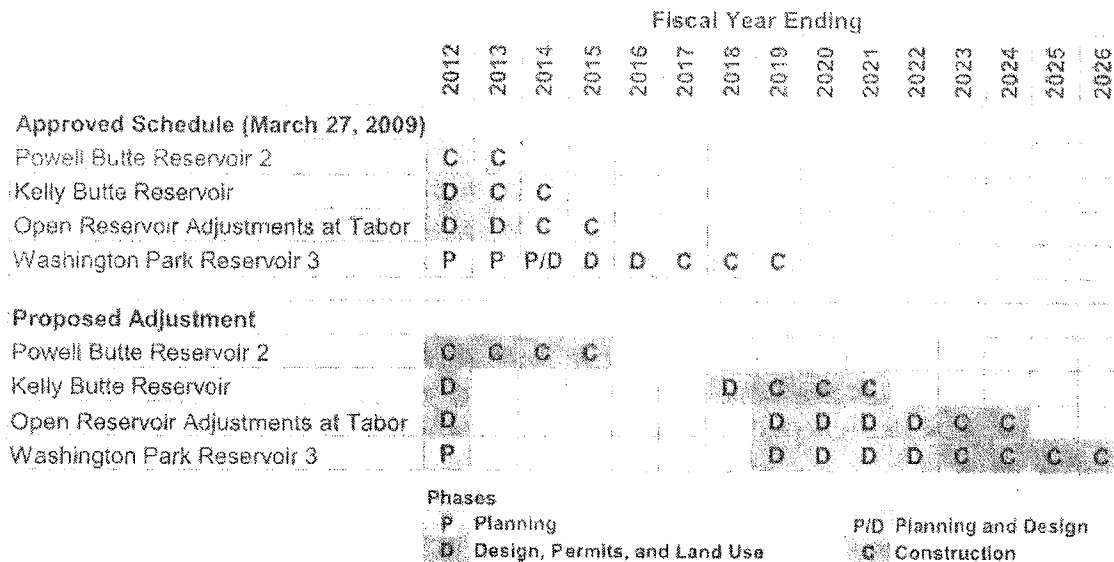 Fiscal Year Ending
2012 2013 2014 2015 2016 2017 2018 2019 2020 2021 2022 2023 2024 2025 2026
Approved Schedule (March 27, 2009)
Powell Butte Reservoir 2 C C
Kelly Butte Reservoir D C C
Open Reservoir Adjustments at Tabor D D C C
Washington Park Reservoir 3 P P P/D D D C C C
Proposed Adjustment
Powell Butte Reservoir 2 C C C C
Kelly Butte Reservoir D D C C C
Open Reservoir Adjustments at Tabor D D D D D C C
Washington Park Reservoir 3 P D D D D C C C C
Phases
P Planning P/D Planning and Design
D Design, Permits, and Land Use C Construction